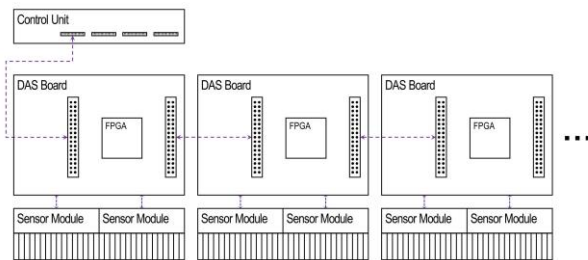 Control Unit
DAS Board
FPGA
DAS Board
FPGA
DAS Board
FPGA
...
Sensor Module Sensor Module
Sensor Module Sensor Module
Sensor Module Sensor Module